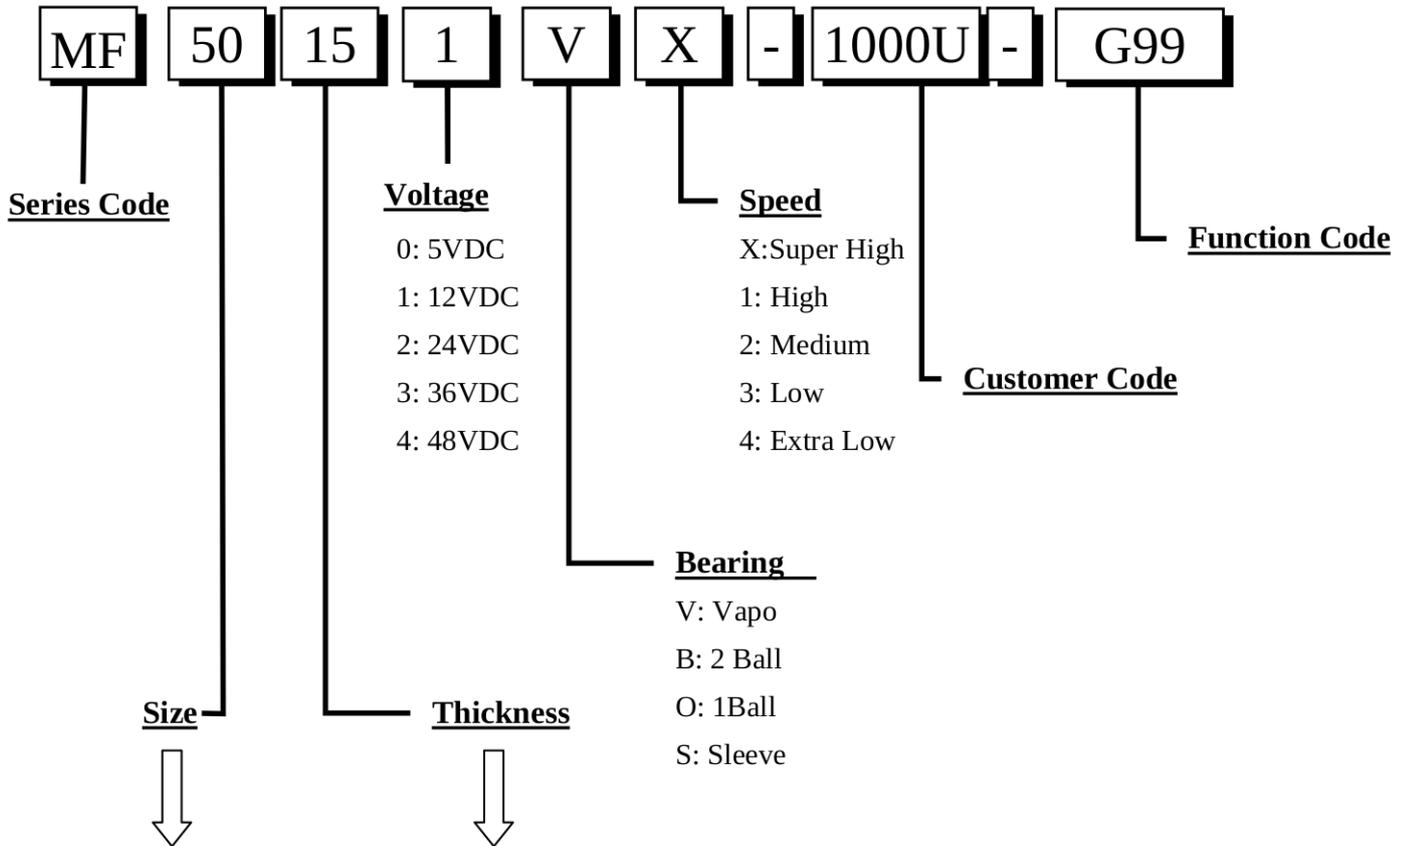 MF 50 15 1 V X - 1000U - G99
Series Code
Voltage
0: 5VDC
1: 12VDC
2: 24VDC
3: 36VDC
4: 48VDC
Speed
X:Super High
1: High
2: Medium
3: Low
4: Extra Low
Function Code
Customer Code
Bearing
V: Vapo
B: 2 Ball
O: 1Ball
S: Sleeve
Size
Thickness